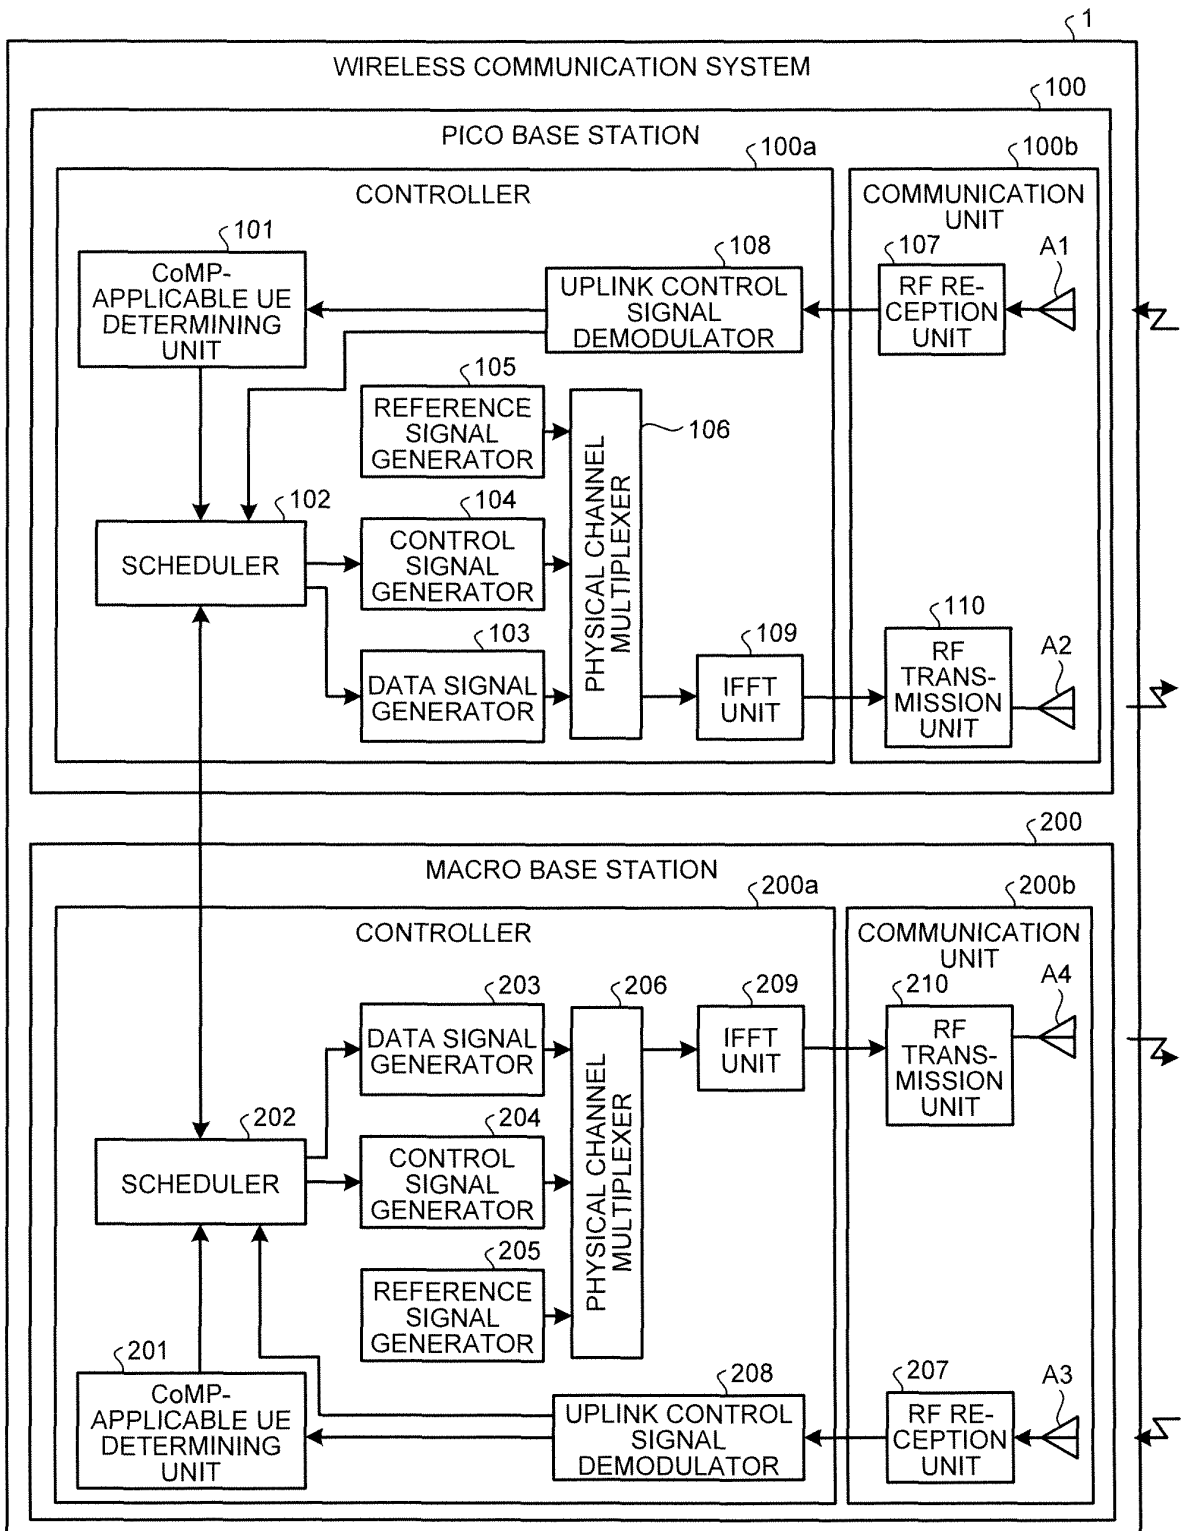 1
WIRELESS COMMUNICATION SYSTEM
100
PICO BASE STATION
100a
100b
CONTROLLER
COMMUNICATION
UNIT
101
CoMP-
APPLICABLE UE
DETERMINING
UNIT
108
UPLINK CONTROL
SIGNAL
DEMODULATOR
107
RF RE-
CEPTION
UNIT
A1
105
REFERENCE
SIGNAL
GENERATOR
106
PHYSICAL CHANNEL
MULTIPLEXER
102
SCHEDULER
104
CONTROL
SIGNAL
GENERATOR
103
DATA SIGNAL
GENERATOR
109
IFFT
UNIT
110
RF
TRANS-
MISSION
UNIT
A2
200
MACRO BASE STATION
200a
200b
CONTROLLER
COMMUNICATION
UNIT
203
DATA SIGNAL
GENERATOR
206
PHYSICAL CHANNEL
MULTIPLEXER
209
IFFT
UNIT
210
RF
TRANS-
MISSION
UNIT
A4
202
SCHEDULER
204
CONTROL
SIGNAL
GENERATOR
205
REFERENCE
SIGNAL
GENERATOR
201
CoMP-
APPLICABLE UE
DETERMINING
UNIT
208
UPLINK CONTROL
SIGNAL
DEMODULATOR
207
RF RE-
CEPTION
UNIT
A3